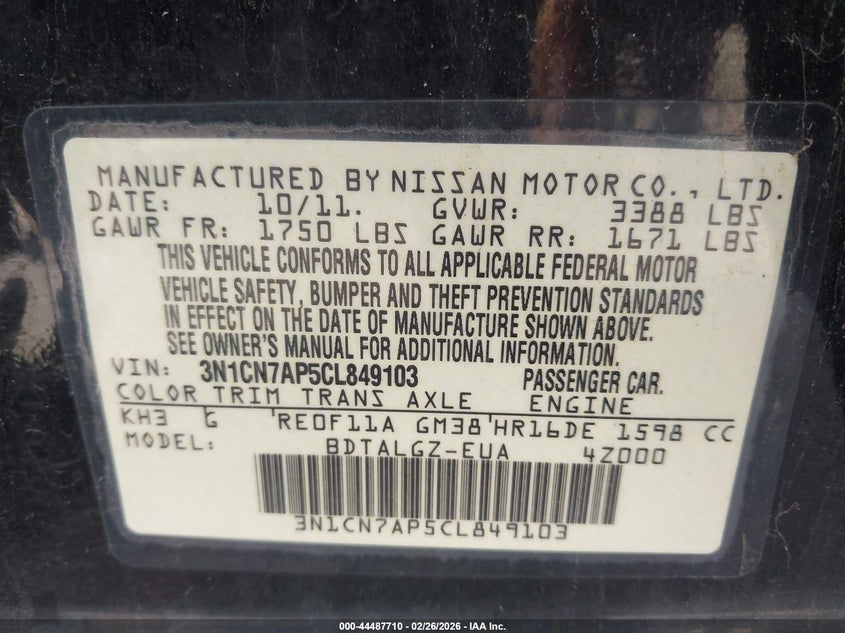 MANUFACTURED BY NISSAN MOTOR CO., LTD.
DATE: 10/11. GVWR: 3388 LBS
GAWR FR: 1750 LBS GAWR RR: 1671 LBS
THIS VEHICLE CONFORMS TO ALL APPLICABLE FEDERAL MOTOR
VEHICLE SAFETY, BUMPER AND THEFT PREVENTION STANDARDS
IN EFFECT ON THE DATE OF MANUFACTURE SHOWN ABOVE.
SEE OWNER'S MANUAL FOR ADDITIONAL INFORMATION.
VIN: 3N1CN7AP5CL849103 PASSENGER CAR.
COLOR TRIM TRANS AXLE ENGINE
KH3 G RE0F11A GM38 HR16DE 1598 CC
MODEL: BDTALGZ-EUA 4Z000
3N1CN7AP5CL849103
000-44487710 | 02/26/2026 - IAA Inc.